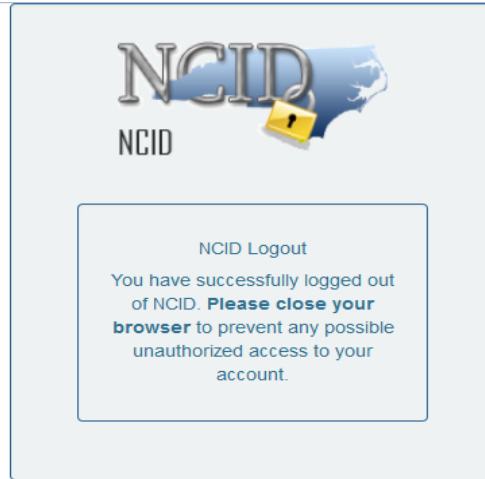 NCID
NCID
NCID Logout
You have successfully logged out
of NCID. Please close your
browser to prevent any possible
unauthorized access to your
account.